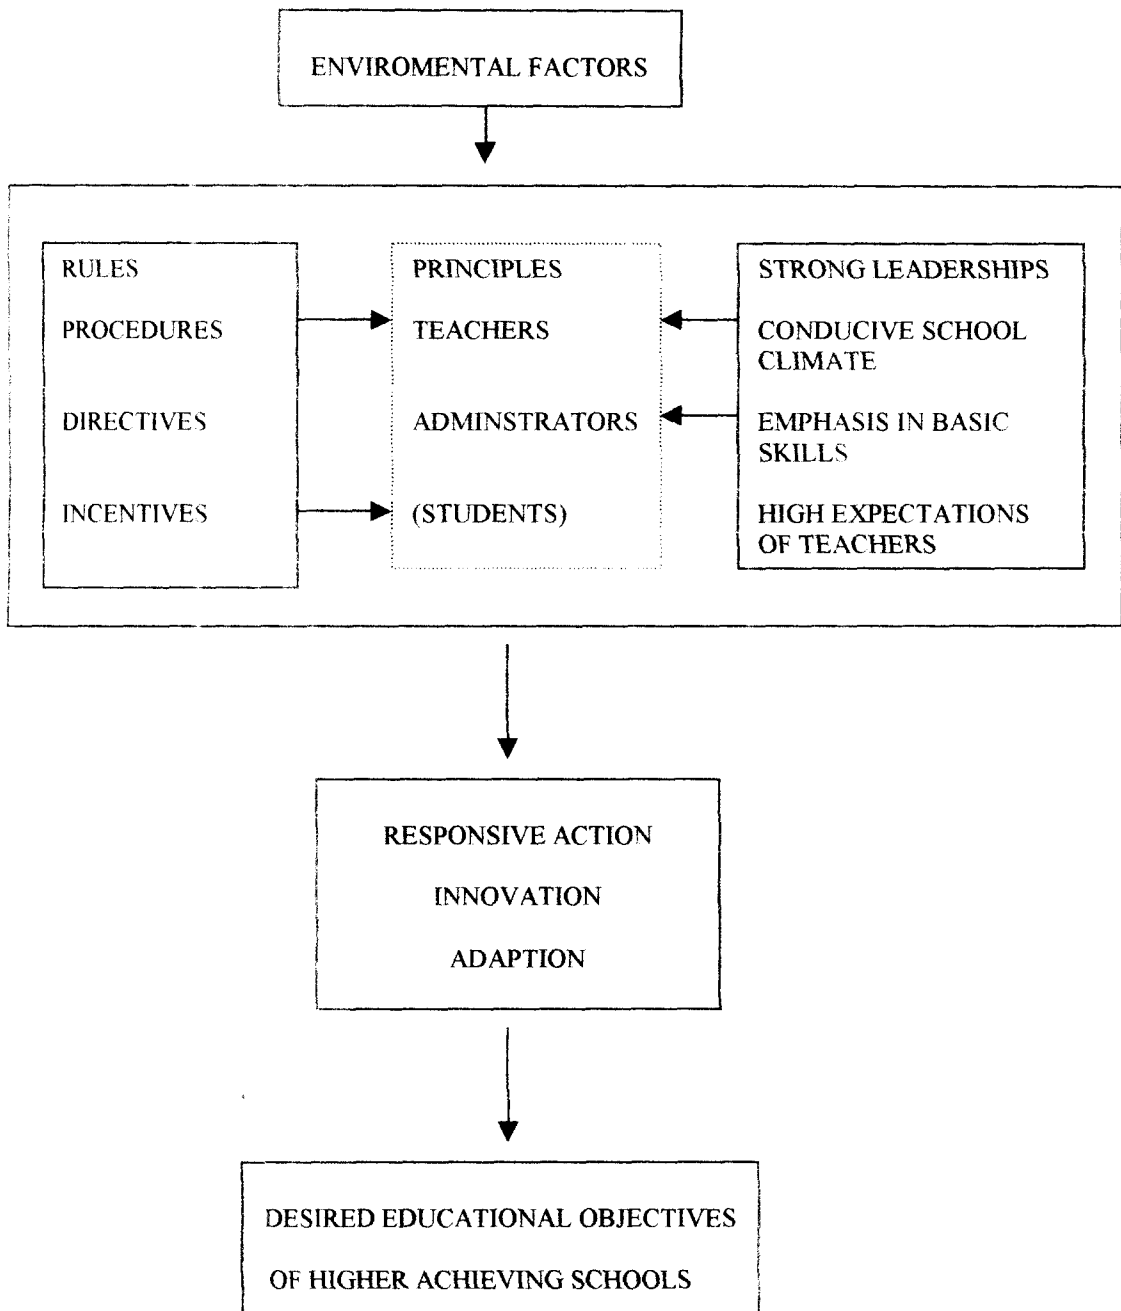 ENVIROMENTAL FACTORS
RULES
PROCEDURES
DIRECTIVES
INCENTIVES
PRINCIPLES
TEACHERS
ADMINSTRATORS
(STUDENTS)
STRONG LEADERSHIPS
CONDUCIVE SCHOOL
CLIMATE
EMPHASIS IN BASIC
SKILLS
HIGH EXPECTATIONS
OF TEACHERS
RESPONSIVE ACTION
INNOVATION
ADAPTION
DESIRED EDUCATIONAL OBJECTIVES
OF HIGHER ACHIEVING SCHOOLS